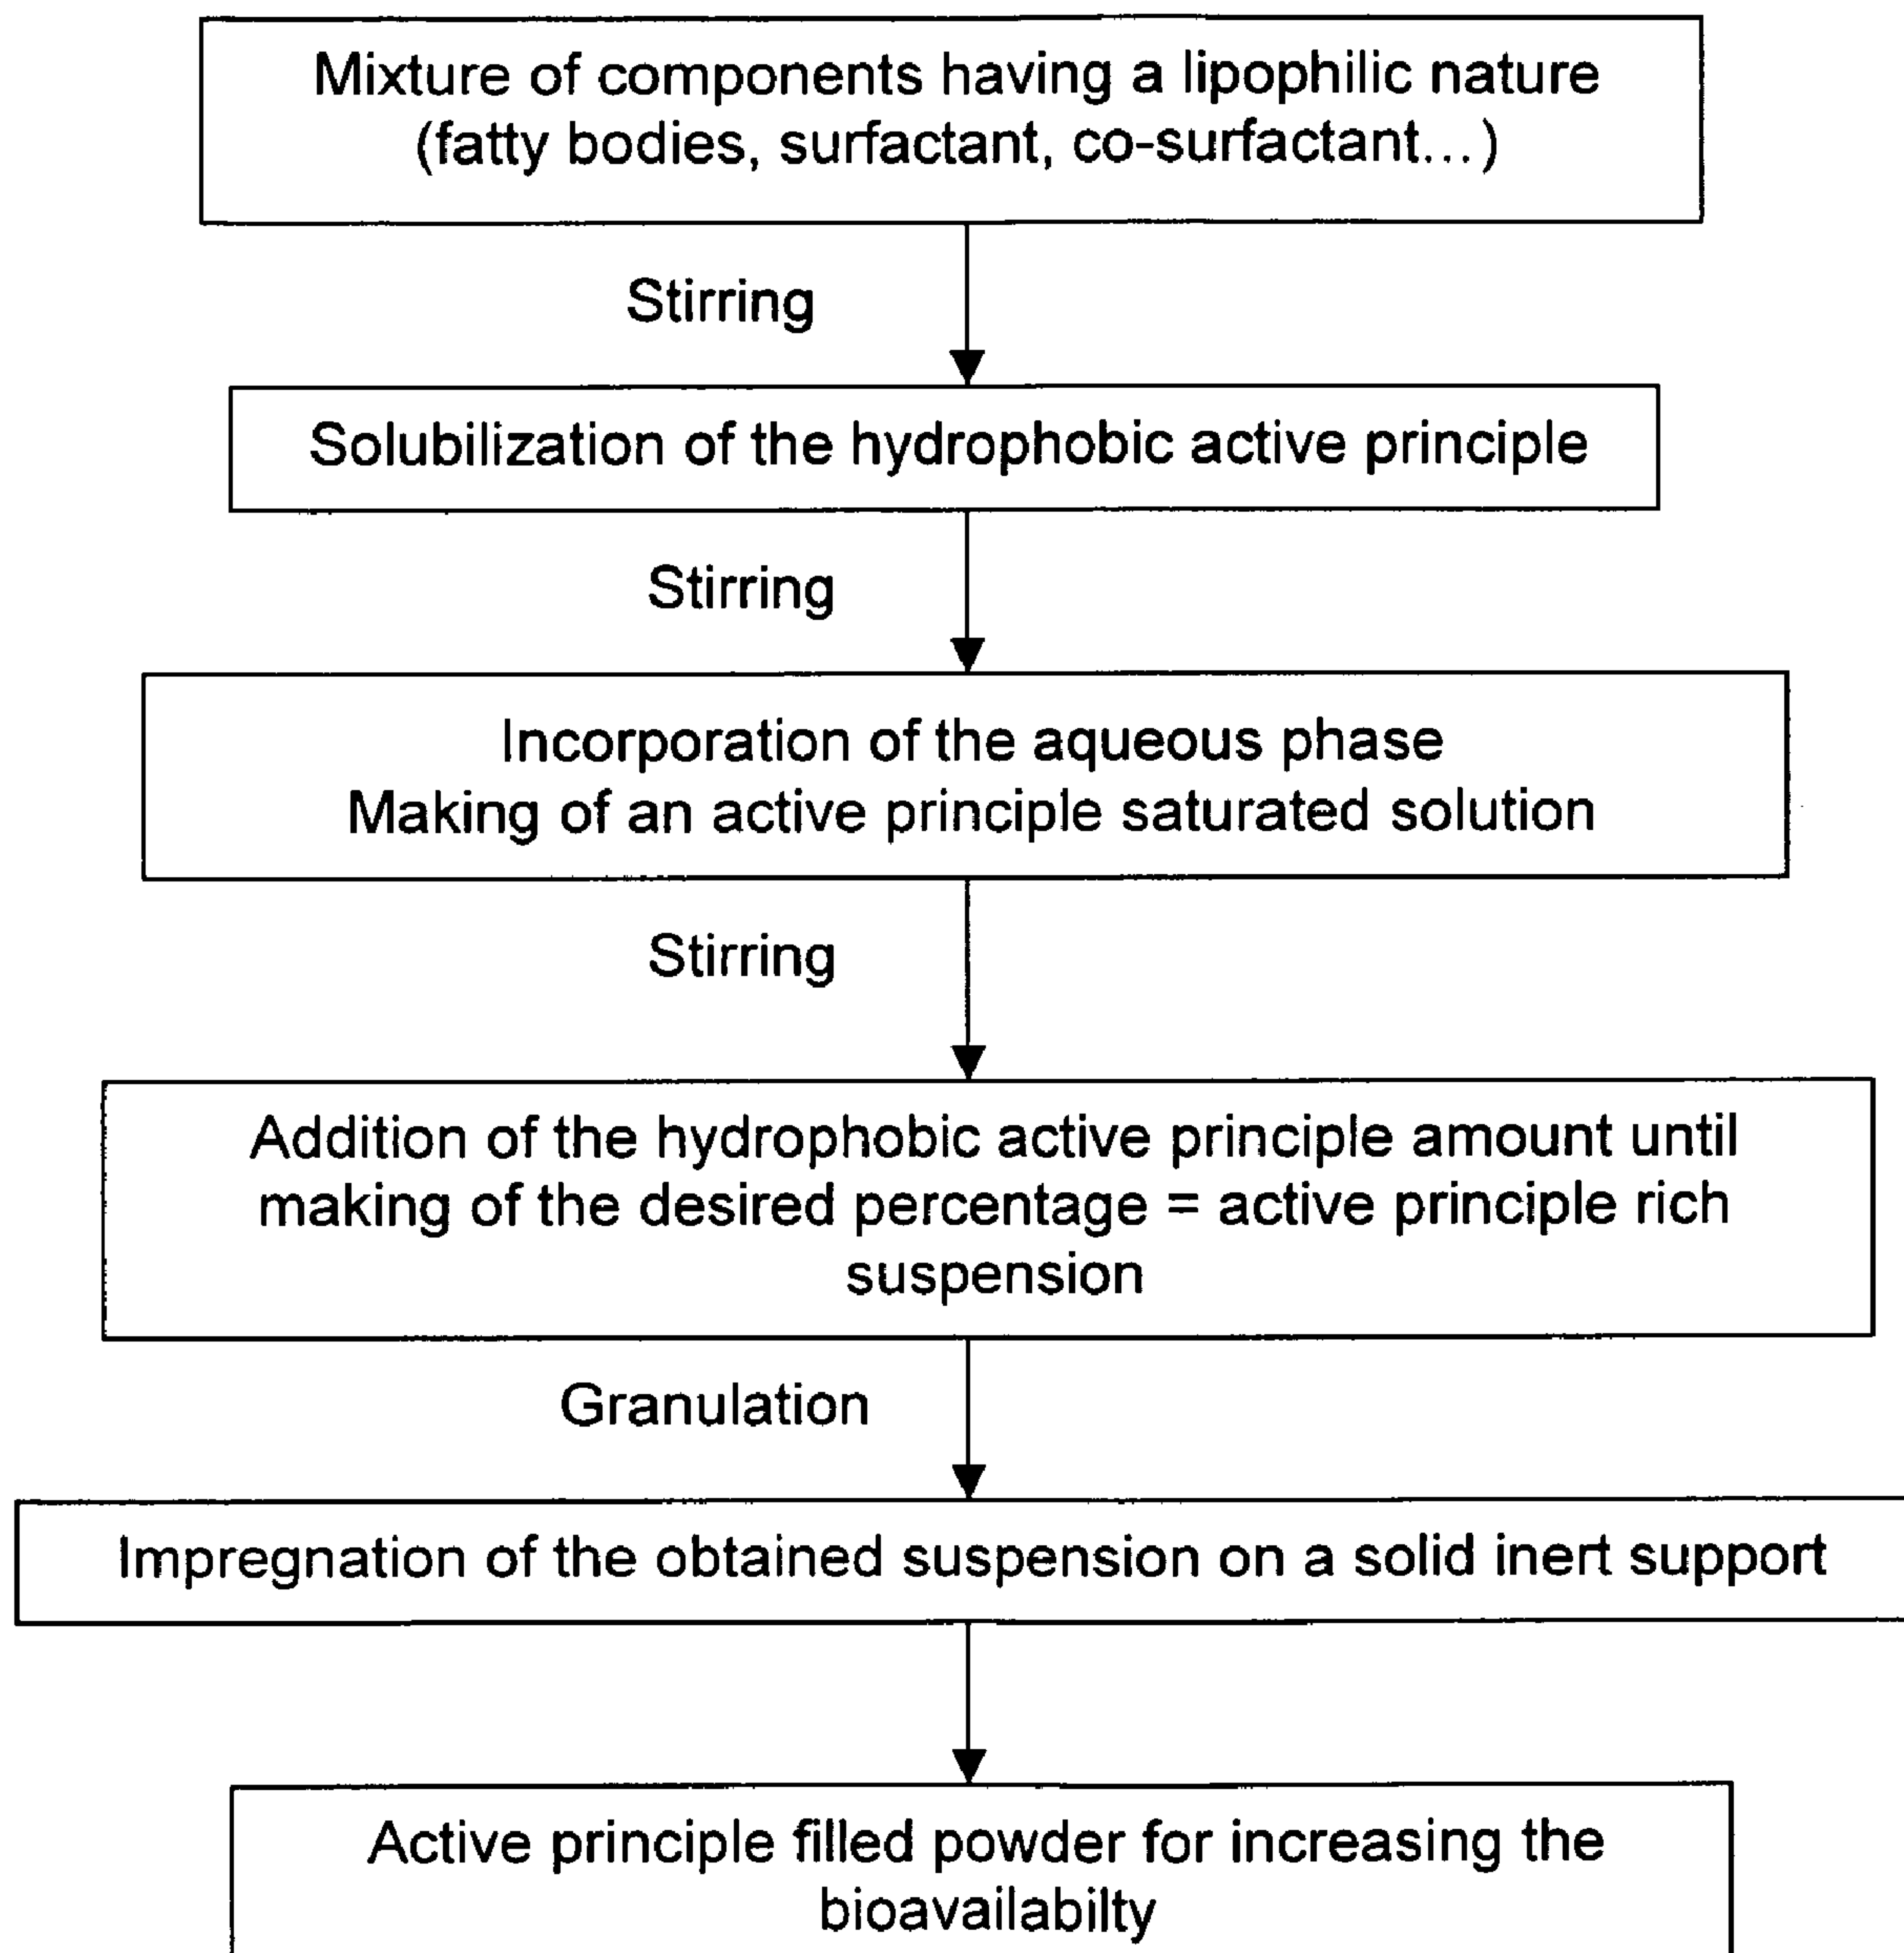 Mixture of components having a lipophilic nature
(fatty bodies, surfactant, co-surfactant...)
Stirring
Solubilization of the hydrophobic active principle
Stirring
Incorporation of the aqueous phase
Making of an active principle saturated solution
Stirring
Addition of the hydrophobic active principle amount until
making of the desired percentage = active principle rich
suspension
Granulation
Impregnation of the obtained suspension on a solid inert support
Active principle filled powder for increasing the
bioavailabilty